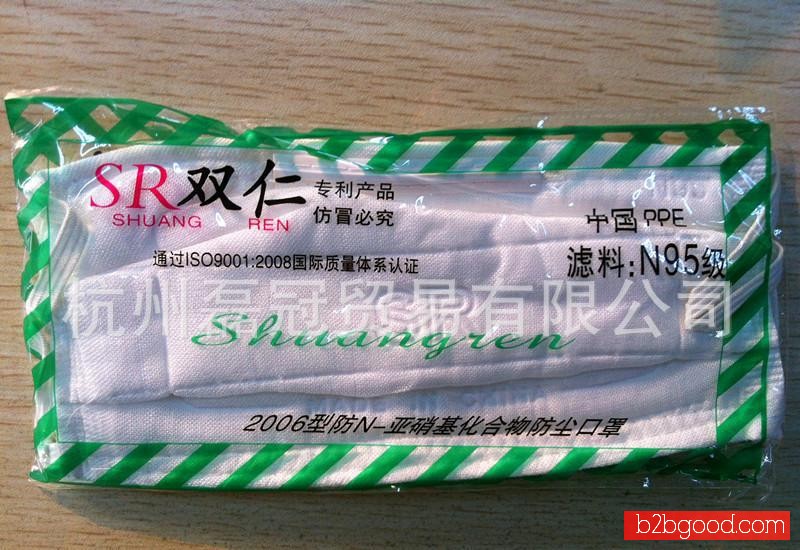 SR双仁
SHUANG REN
专利产品
仿冒必究
中国PPE
滤料:N95级
通过ISO9001:2008国际质量体系认证
杭州磊冠贸易有限公司
Shuangren
2006型防N-亚硝基化合物防尘口罩
b2bgood.com